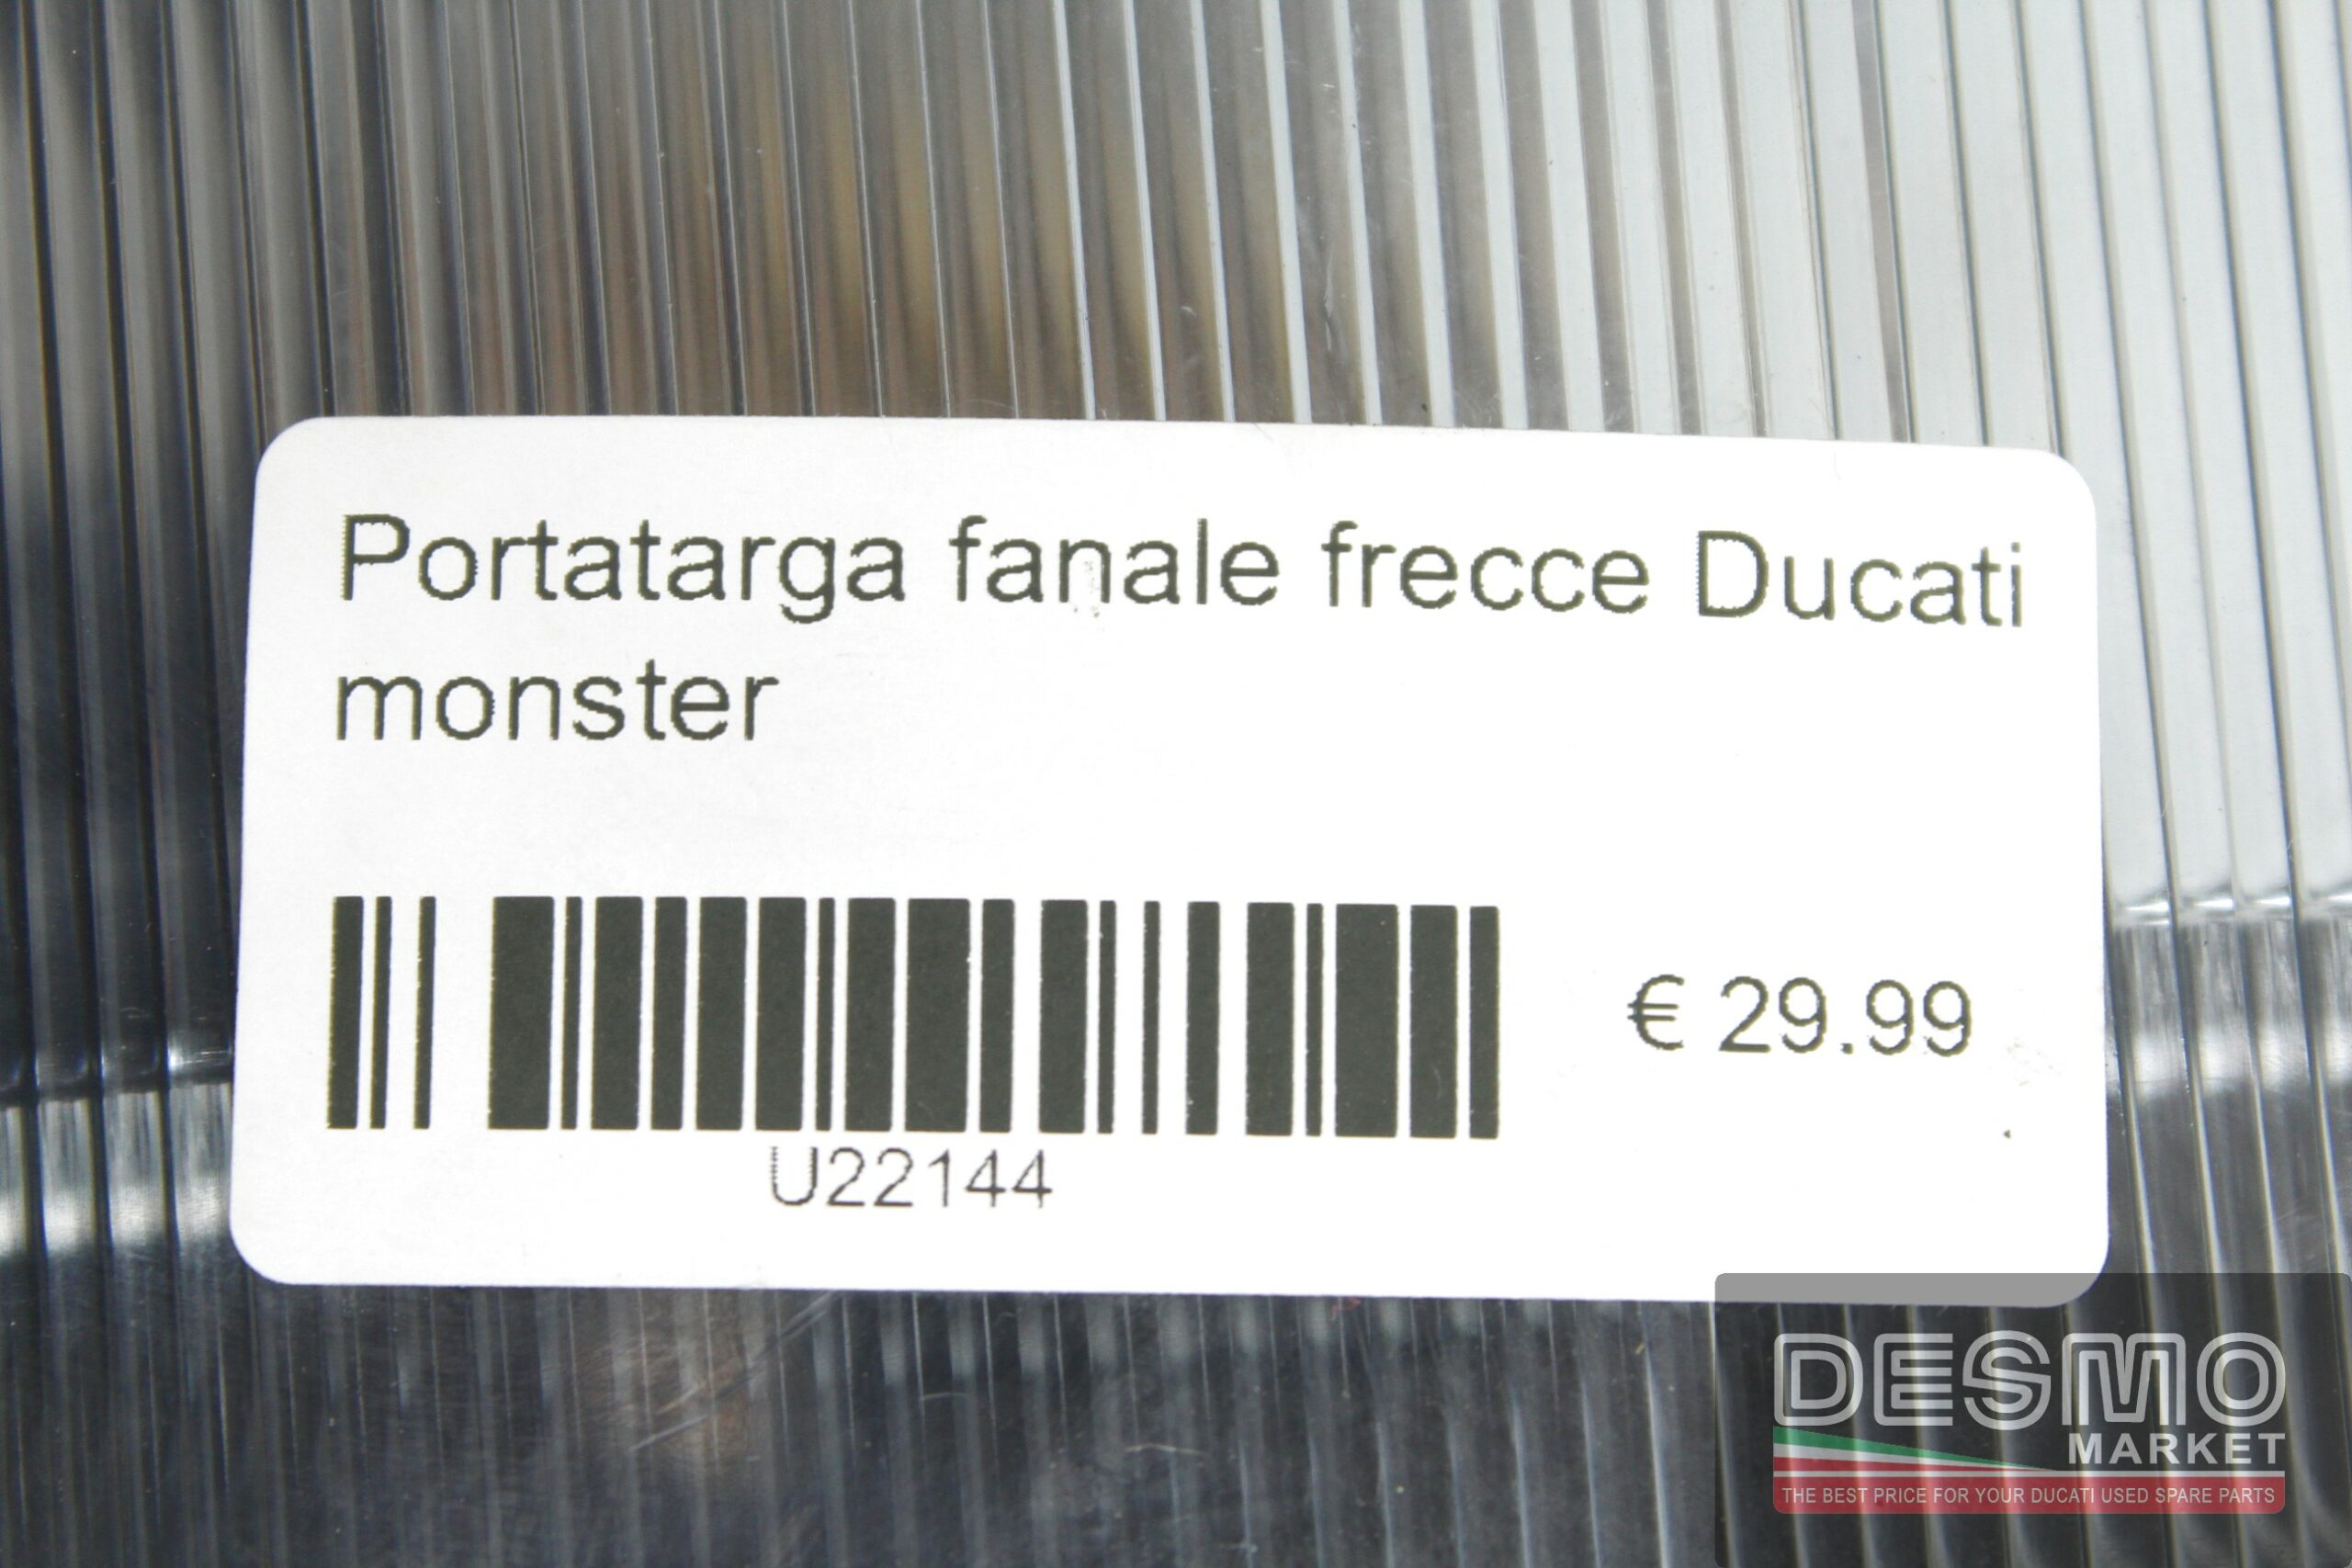 Portatarga fanale frecce Ducati
monster
€ 29.99
U22144
DESMO
MARKET
THE BEST PRICE FOR YOUR DUCATI USED SPARE PARTS